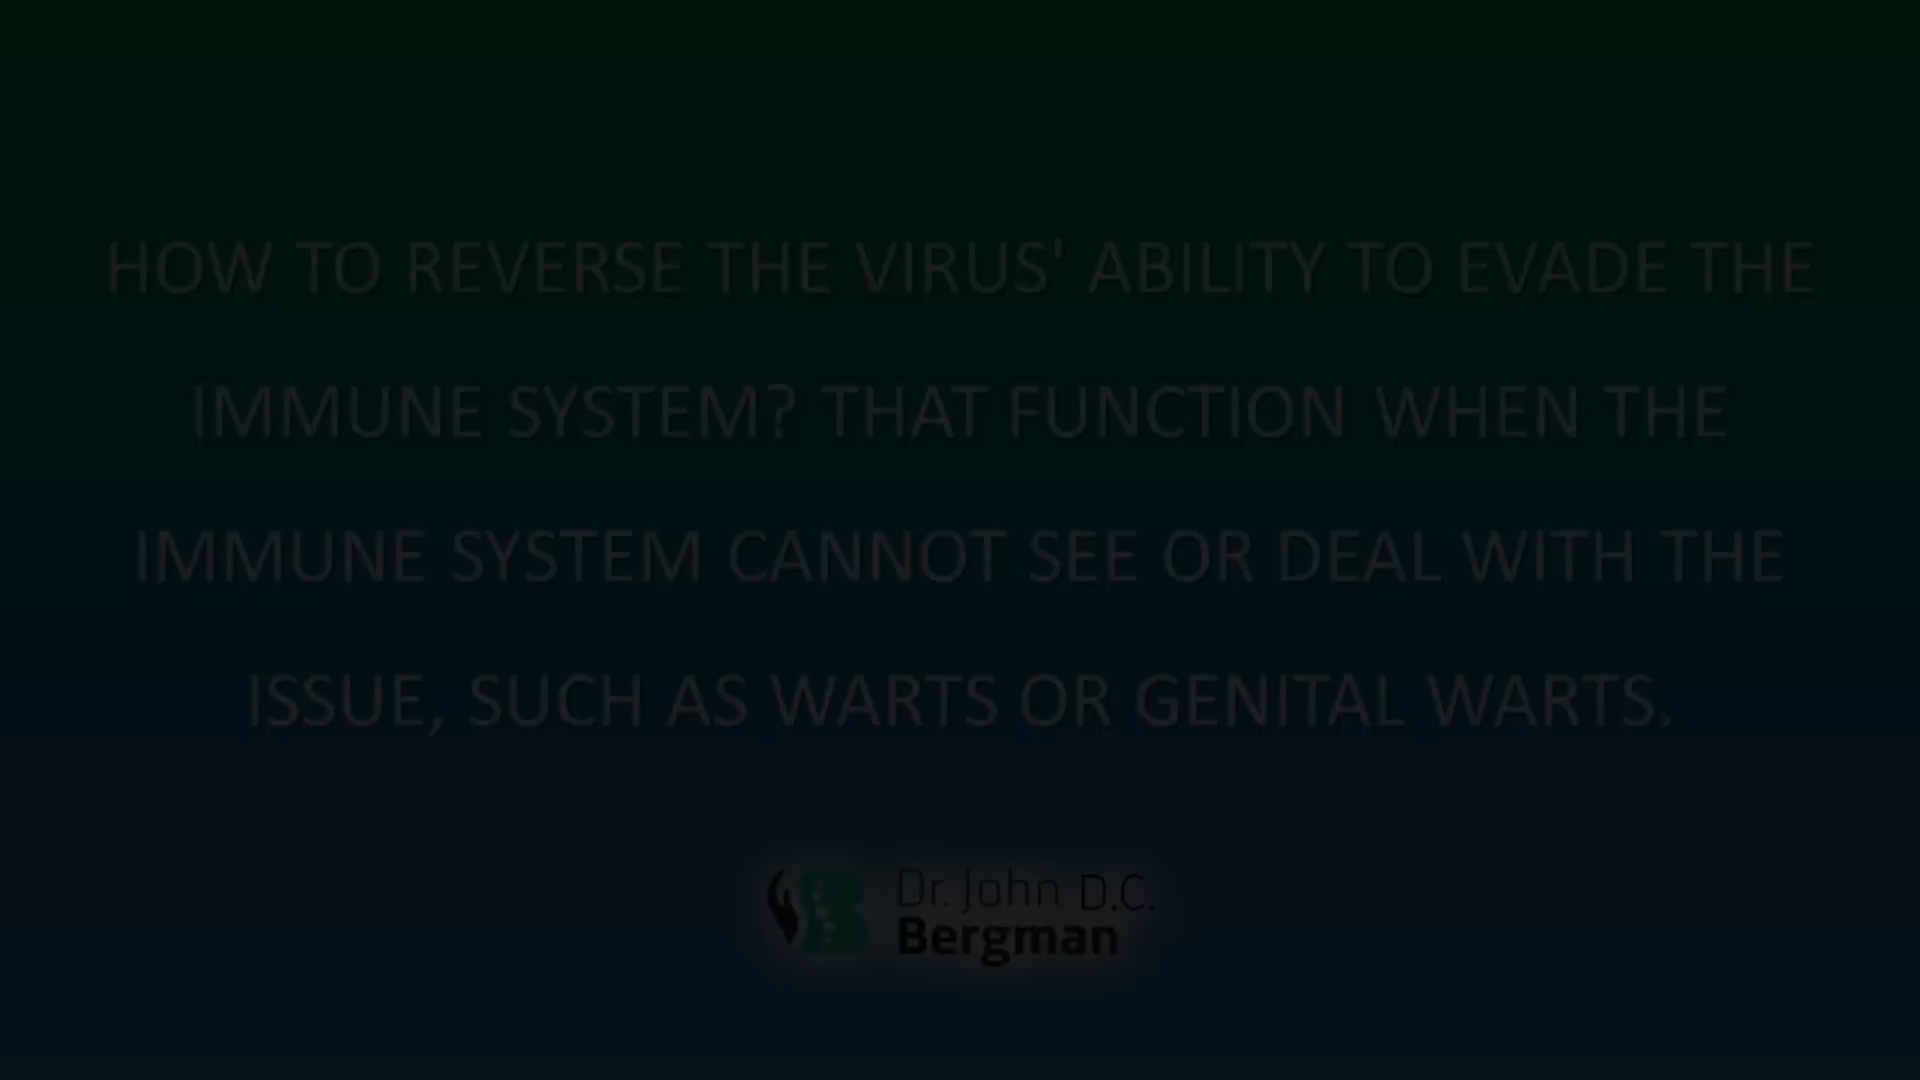 HOW TO REVERSE THE VIRUS' ABILITY TO EVADE THE
IMMUNE SYSTEM? THAT FUNCTION WHEN THE
IMMUNE SYSTEM CANNOT SEE OR DEAL WITH THE
ISSUE, SUCH AS WARTS OR GENITAL WARTS.
Dr. John D.C.
Bergman